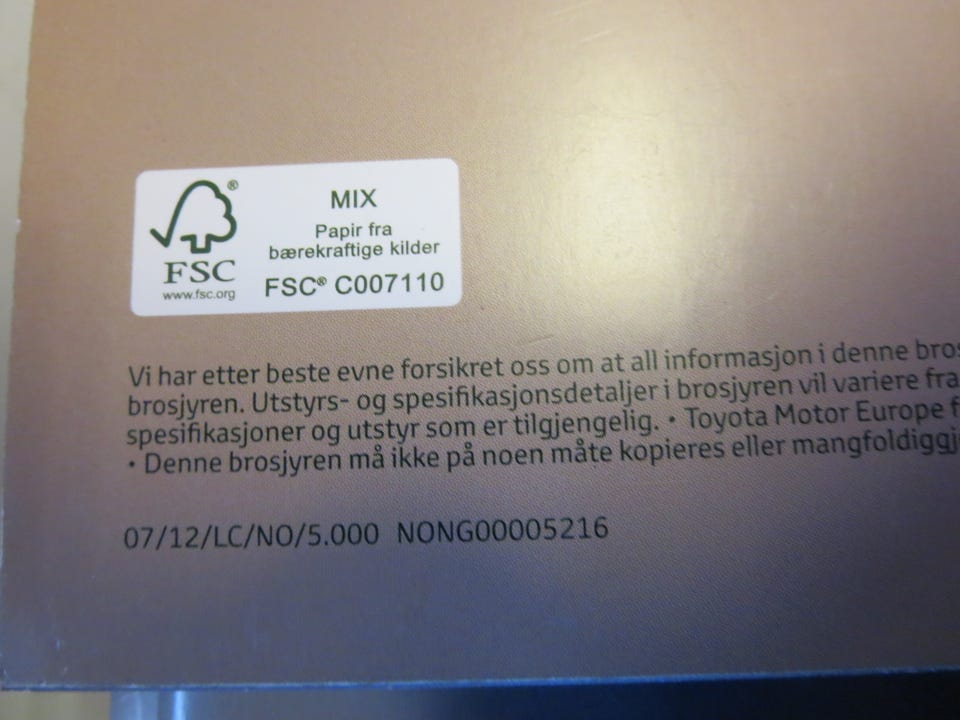 MIX
Papir fra
bærekraftige kilder
FSC® C007110
®
FSC
www.fsc.org
Vi har etter beste evne forsikret oss om at all informasjon i denne
brosjyren. Utstyrs- og spesifikasjonsdetaljer i brosjyren vil variere fra
spesifikasjoner og utstyr som er tilgjengelig. • Toyota Motor Europe
• Denne brosjyren må ikke på noen måte kopieres eller
07/12/LC/NO/5.000 NONG00005216